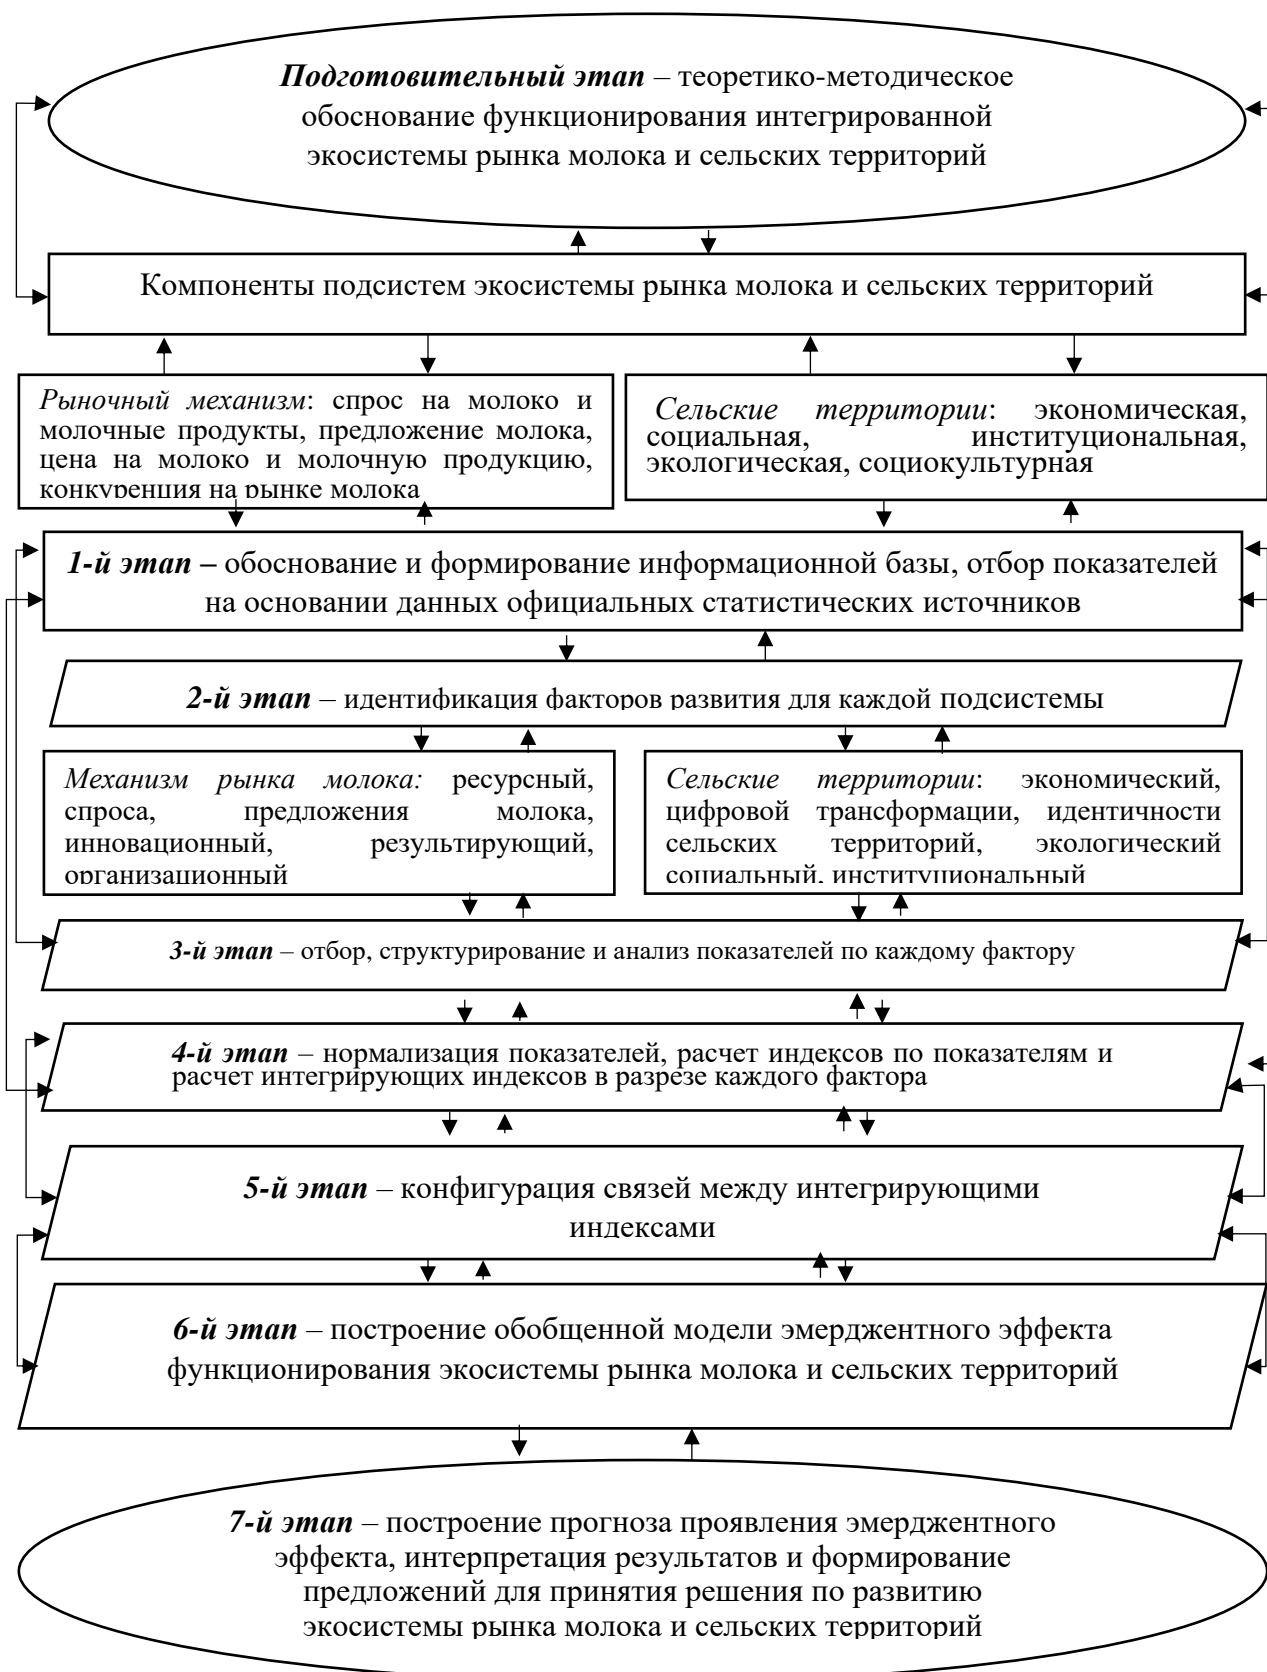 Подготовительный этап – теоретико-методическое
обоснование функционирования интегрированной
экосистемы рынка молока и сельских территорий
Компоненты подсистем экосистемы рынка молока и сельских территорий
Рыночный механизм: спрос на молоко и
молочные продукты, предложение молока,
цена на молоко и молочную продукцию,
конкуренция на рынке молока
Сельские территории: экономическая,
социальная, институциональная,
экологическая, социокультурная
1-й этап – обоснование и формирование информационной базы, отбор показателей
на основании данных официальных статистических источников
2-й этап – идентификация факторов развития для каждой подсистемы
Механизм рынка молока: ресурсный,
спроса, предложения молока,
инновационный, результирующий,
организационный
Сельские территории: экономический,
цифровой трансформации, идентичности
сельских территорий, экологический
социальный, институциональный
3-й этап – отбор, структурирование и анализ показателей по каждому фактору
4-й этап – нормализация показателей, расчет индексов по показателям и
расчет интегрирующих индексов в разрезе каждого фактора
5-й этап – конфигурация связей между интегрирующими
индексами
6-й этап – построение обобщенной модели эмерджентного эффекта
функционирования экосистемы рынка молока и сельских территорий
7-й этап – построение прогноза проявления эмерджентного
эффекта, интерпретация результатов и формирование
предложений для принятия решения по развитию
экосистемы рынка молока и сельских территорий